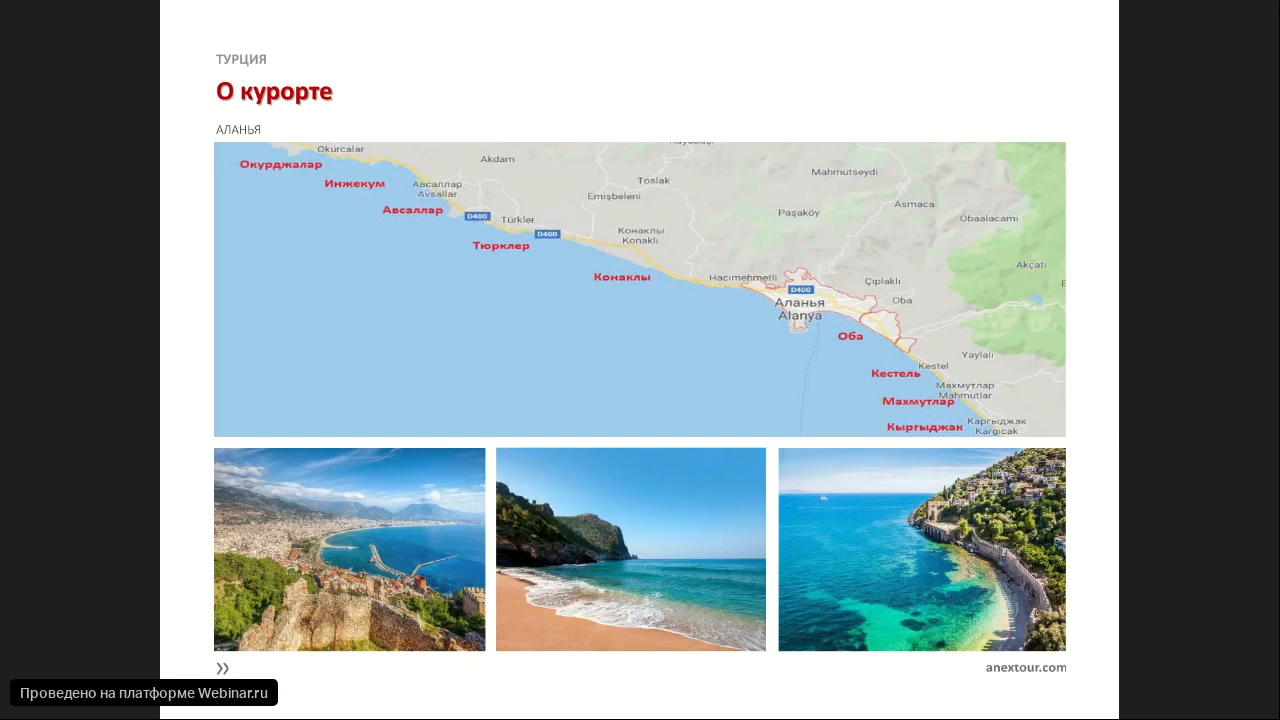 ТУРЦИЯ
О курорте
АЛАНЬЯ
Okurcalar
Окурджалар
Akdam
Mahmutseydi
Инжекум
Авсаллар
Avsallar
Toslak
Emişbeleni
Asmaca
Авсаллар
D400
Türkler
Paşaköy
Obaalacami
D400
Конаклы
Konaklı
Тюрклер
Akçatı
Конаклы
Hacımehmetli
Çıplaklı
D400
Oba
Аланья
Alanya
Оба
Yaylalı
Kestel
Кестель
Махмутлар
Mahmutlar
Махмутлар
Каргыджак
Kargıcak
Кыргыджак
anextour.com
Проведено на платформе Webinar.ru